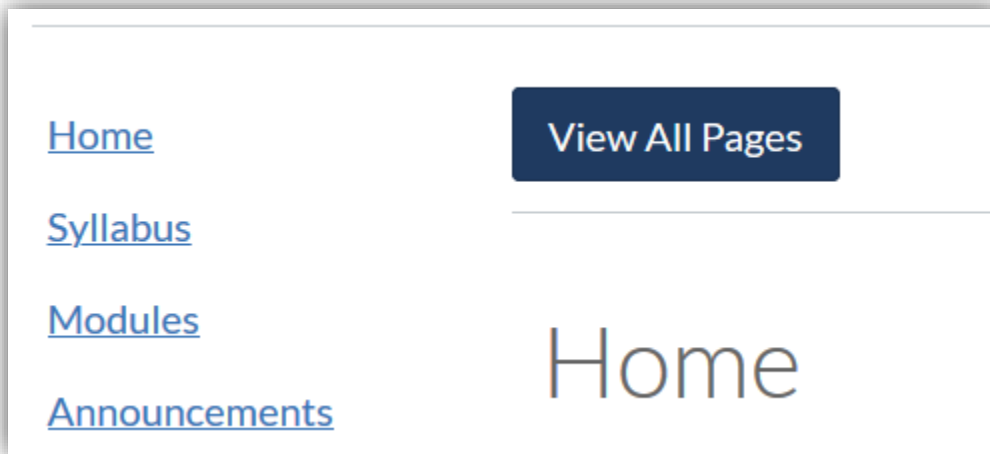 Home
Syllabus
Modules
Announcements
View All Pages
Home